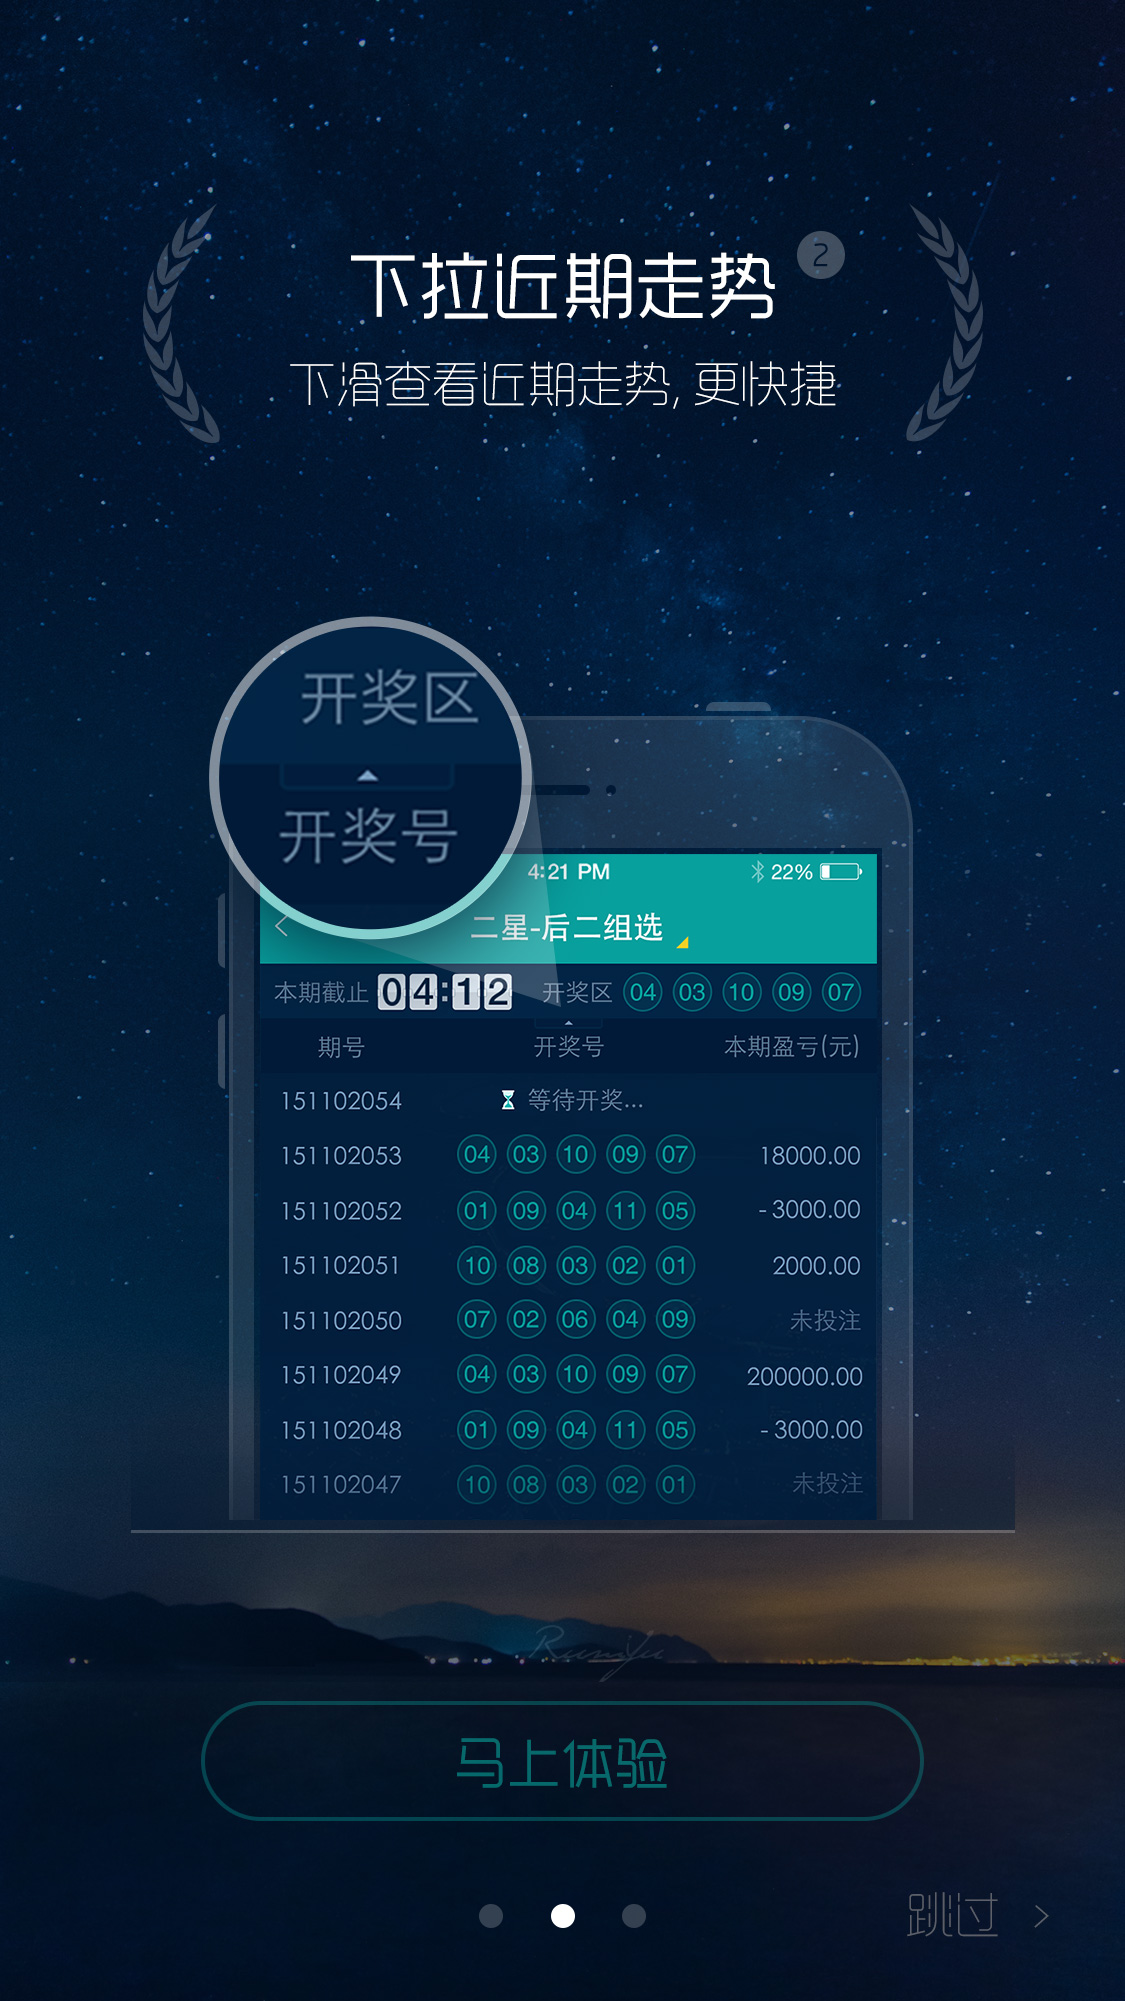 下拉近期走势 2
下滑查看近期走势, 更快捷
开奖区
开奖号
4:21 PM 22%
二星-后二组选
本期截止 04:12 开奖区 04 03 10 09 07
期号 开奖号 本期盈亏(元)
151102054 等待开奖...
151102053 04 03 10 09 07 18000.00
151102052 01 09 04 11 05 -3000.00
151102051 10 08 03 02 01 2000.00
151102050 07 02 06 04 09 未投注
151102049 04 03 10 09 07 200000.00
151102048 01 09 04 11 05 -3000.00
151102047 10 08 03 02 01 未投注
马上体验
跳过 >